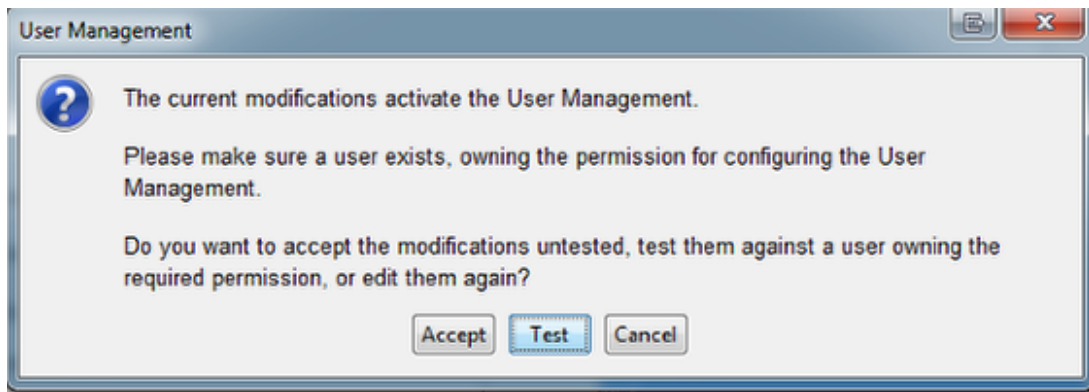 User Management
The current modifications activate the User Management.
Please make sure a user exists, owning the permission for configuring the User
Management.
Do you want to accept the modifications untested, test them against a user owning the
required permission, or edit them again?
Accept Test Cancel